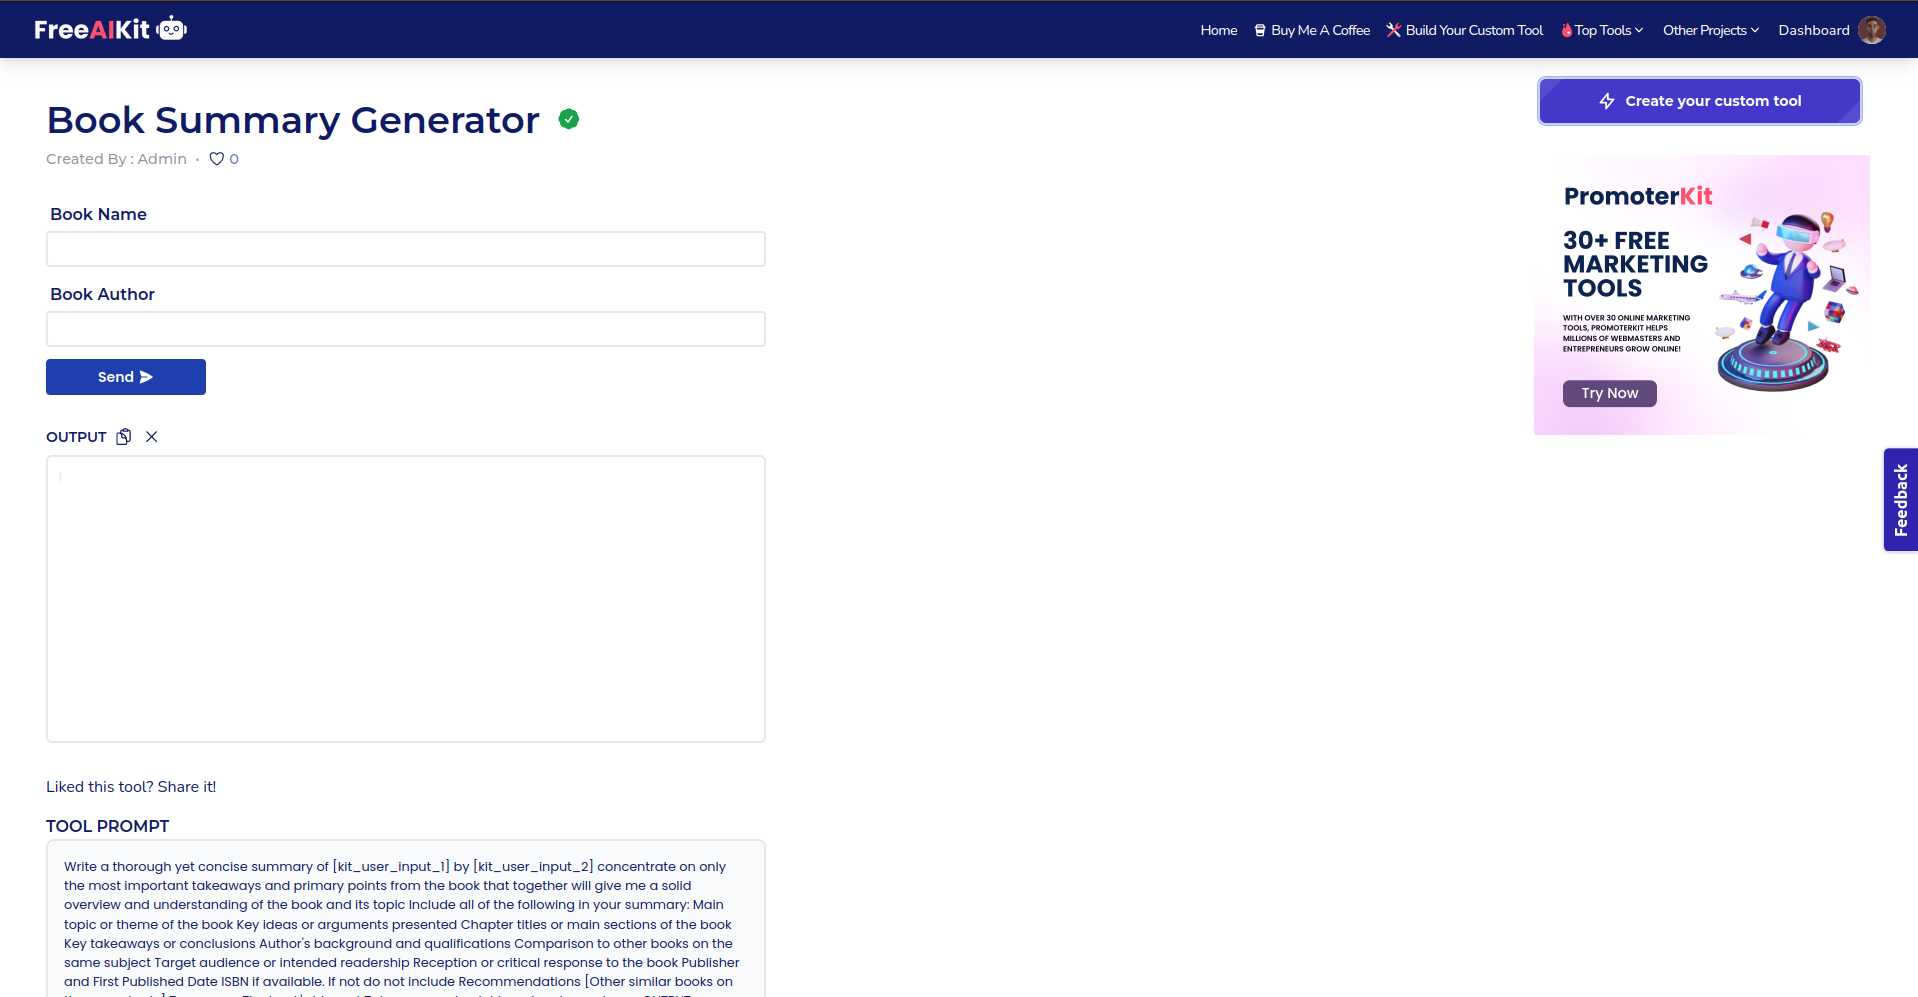 FreeAIKit
Home
Buy Me A Coffee
Build Your Custom Tool
Top Tools
Other Projects
Dashboard
Book Summary Generator
Created By : Admin • 0
Create your custom tool
Book Name
Book Author
Send
OUTPUT
PromoterKit
30+ FREE
MARKETING
TOOLS
WITH OVER 30 ONLINE MARKETING
TOOLS, PROMOTERKIT HELPS
MILLIONS OF WEBMASTERS AND
ENTREPRENEURS GROW ONLINE!
Try Now
Feedback
Liked this tool? Share it!
TOOL PROMPT
Write a thorough yet concise summary of [kit_user_input_1] by [kit_user_input_2] concentrate on only
the most important takeaways and primary points from the book that together will give me a solid
overview and understanding of the book and its topic Include all of the following in your summary: Main
topic or theme of the book Key ideas or arguments presented Chapter titles or main sections of the book
Key takeaways or conclusions Author's background and qualifications Comparison to other books on the
same subject Target audience or intended readership Reception or critical response to the book Publisher
and First Published Date ISBN if available. If not do not include Recommendations [Other similar books on